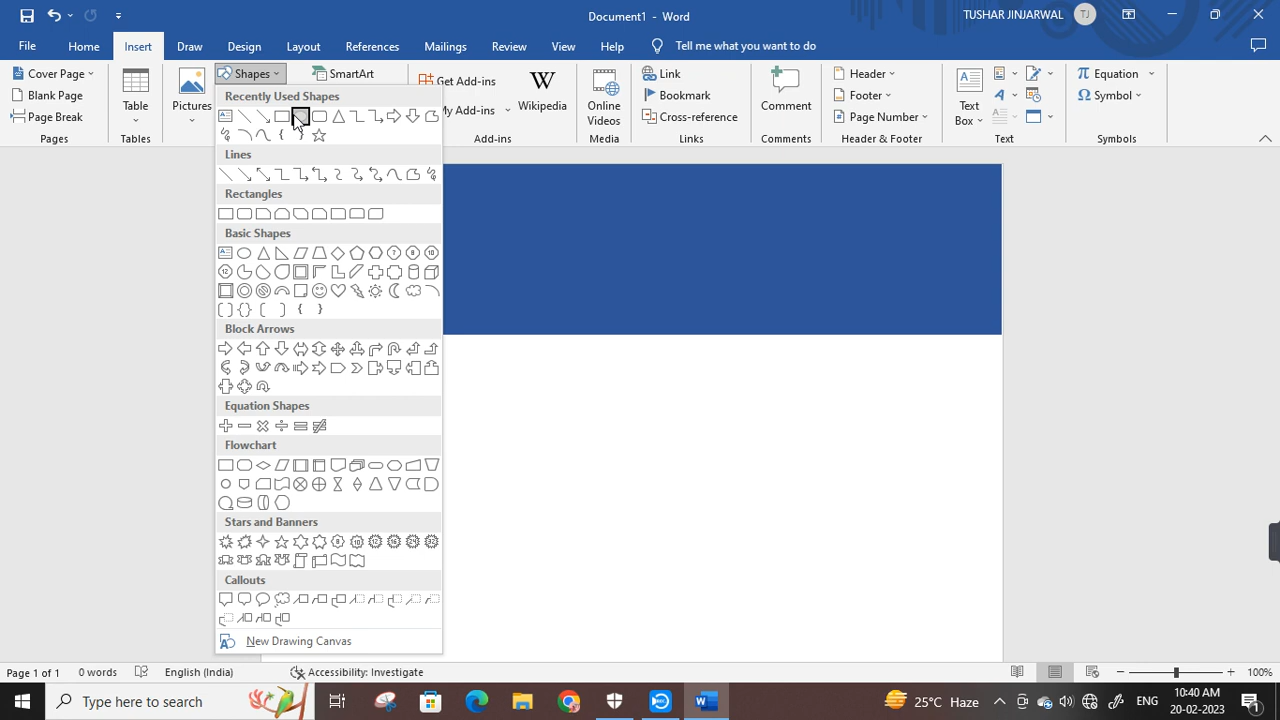 Document1 - Word
TUSHAR JINJARWAL TJ
File Home Insert Draw Design Layout References Mailings Review View Help Tell me what you want to do
Cover Page
Blank Page
Page Break
Pages
Table
Tables
Pictures
Shapes
SmartArt
Get Add-ins
My Add-ins
Wikipedia
Add-ins
Online
Videos
Media
Link
Bookmark
Cross-reference
Links
Comment
Comments
Header
Footer
Page Number
Header & Footer
Text
Box
Text
Equation
Symbol
Symbols
Recently Used Shapes
Lines
Rectangles
Basic Shapes
Block Arrows
Equation Shapes
Flowchart
Stars and Banners
Callouts
New Drawing Canvas
Page 1 of 1 0 words English (India) Accessibility: Investigate 100%
Type here to search
25°C Haze
ENG
10:40 AM
20-02-2023
1